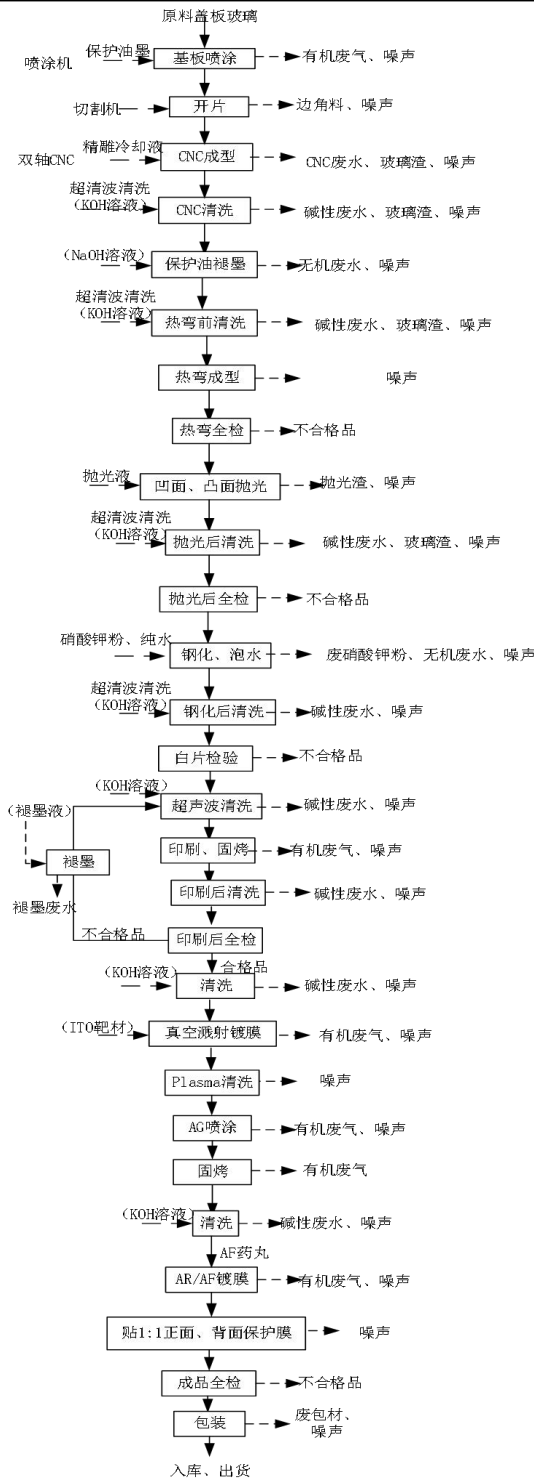 原料盖板玻璃
保护油墨
喷涂机
基板喷涂
有机废气、噪声
切割机
开片
边角料、噪声
精雕冷却液
双轴CNC
CNC成型
CNC废水、玻璃渣、噪声
超清波清洗
（KOH溶液）
CNC清洗
碱性废水、玻璃渣、噪声
（NaOH溶液）
保护油褪墨
无机废水、噪声
超清波清洗
（KOH溶液）
热弯前清洗
碱性废水、玻璃渣、噪声
热弯成型
噪声
热弯全检
不合格品
抛光液
凹面、凸面抛光
抛光渣、噪声
超清波清洗
（KOH溶液）
抛光后清洗
碱性废水、玻璃渣、噪声
抛光后全检
不合格品
硝酸钾粉、纯水
钢化、泡水
废硝酸钾粉、无机废水、噪声
超清波清洗
（KOH溶液）
钢化后清洗
碱性废水、噪声
白片检验
不合格品
（KOH溶液）
超声波清洗
碱性废水、噪声
（褪墨液）
印刷、固烤
有机废气、噪声
褪墨
印刷后清洗
碱性废水、噪声
褪墨废水
不合格品
印刷后全检
合格品
（KOH溶液）
清洗
碱性废水、噪声
（ITO靶材）
真空溅射镀膜
有机废气、噪声
Plasma清洗
噪声
AG喷涂
有机废气、噪声
固烤
有机废气
（KOH溶液）
清洗
碱性废水、噪声
AF药丸
AR/AF镀膜
有机废气、噪声
贴1:1正面、背面保护膜
噪声
成品全检
不合格品
包装
废包材、
噪声
入库、出货